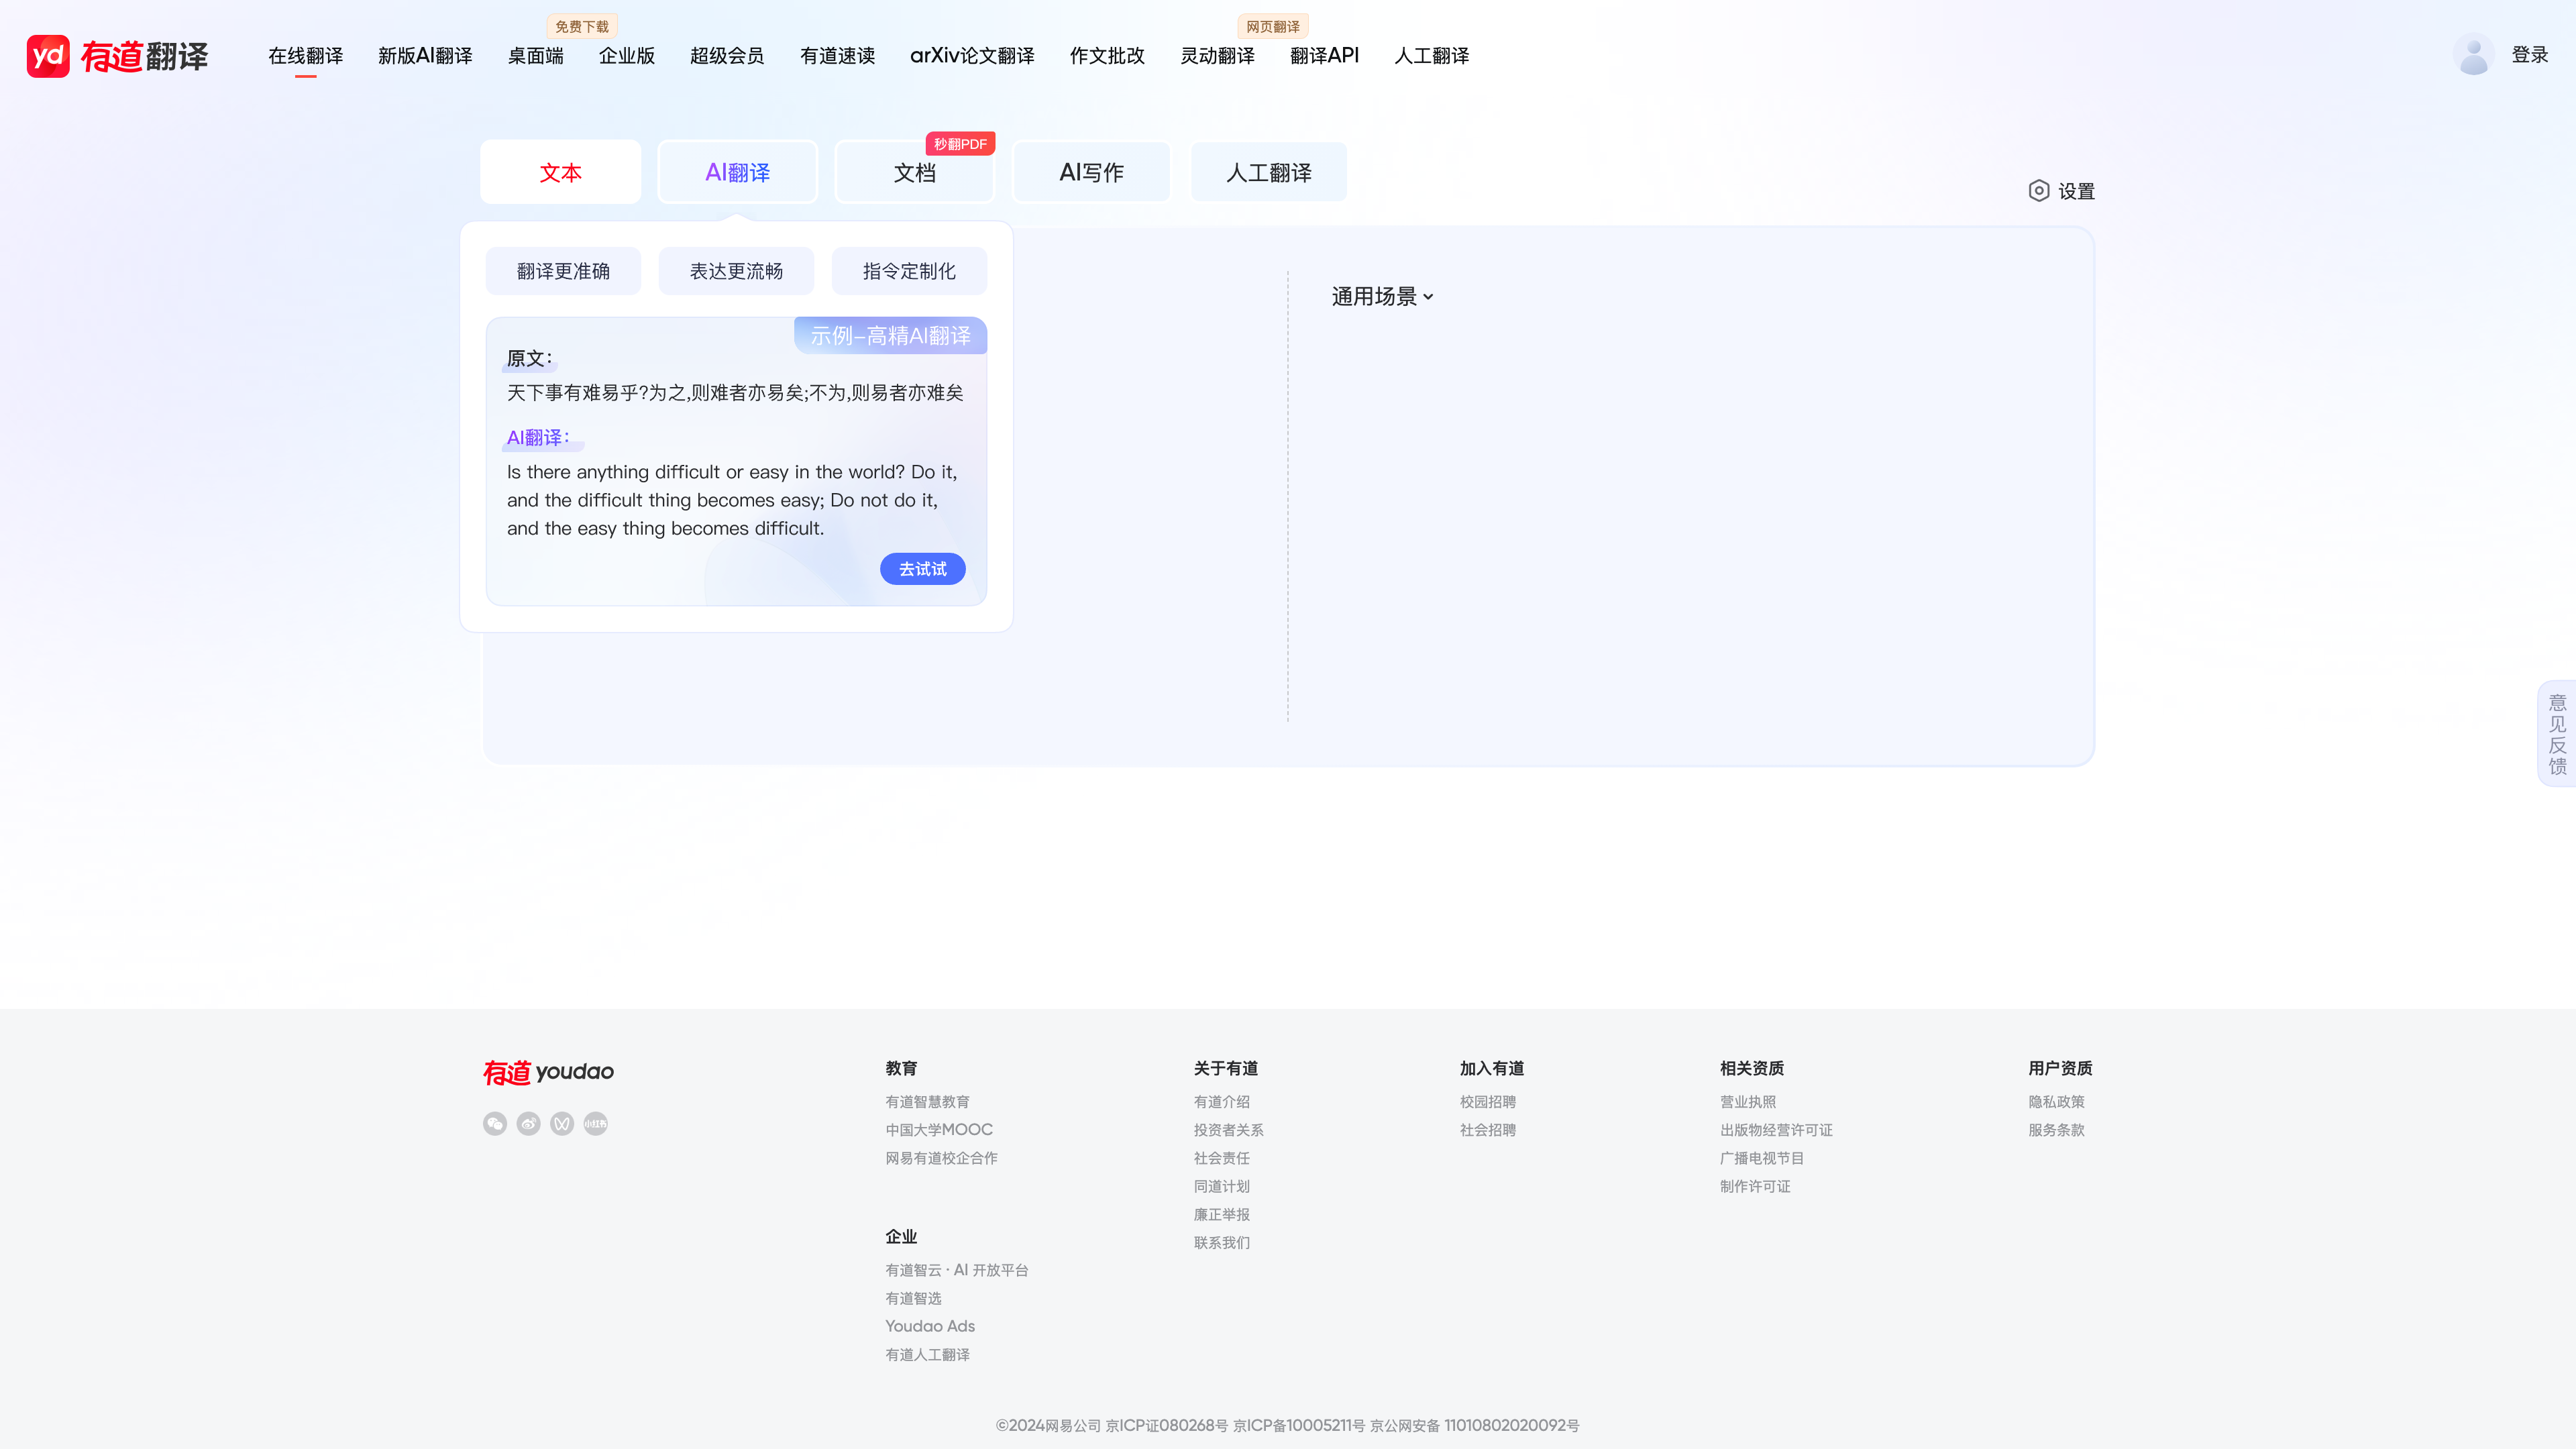 免费下载
网页翻译
yd 有道翻译
在线翻译 新版AI翻译 桌面端 企业版 超级会员 有道速读 arXiv论文翻译 作文批改 灵动翻译 翻译API 人工翻译
登录
秒翻PDF
文本 AI翻译 文档 AI写作 人工翻译
设置
翻译更准确 表达更流畅 指令定制化
通用场景
示例-高精AI翻译
原文：
天下事有难易乎?为之,则难者亦易矣;不为,则易者亦难矣
AI翻译：
Is there anything difficult or easy in the world? Do it,
and the difficult thing becomes easy; Do not do it,
and the easy thing becomes difficult.
去试试
意见反馈
有道 youdao
小红书
教育
有道智慧教育
中国大学MOOC
网易有道校企合作
企业
有道智云 · AI 开放平台
有道智选
Youdao Ads
有道人工翻译
关于有道
有道介绍
投资者关系
社会责任
同道计划
廉正举报
联系我们
加入有道
校园招聘
社会招聘
相关资质
营业执照
出版物经营许可证
广播电视节目
制作许可证
用户资质
隐私政策
服务条款
©2024网易公司 京ICP证080268号 京ICP备10005211号 京公网安备 11010802020092号